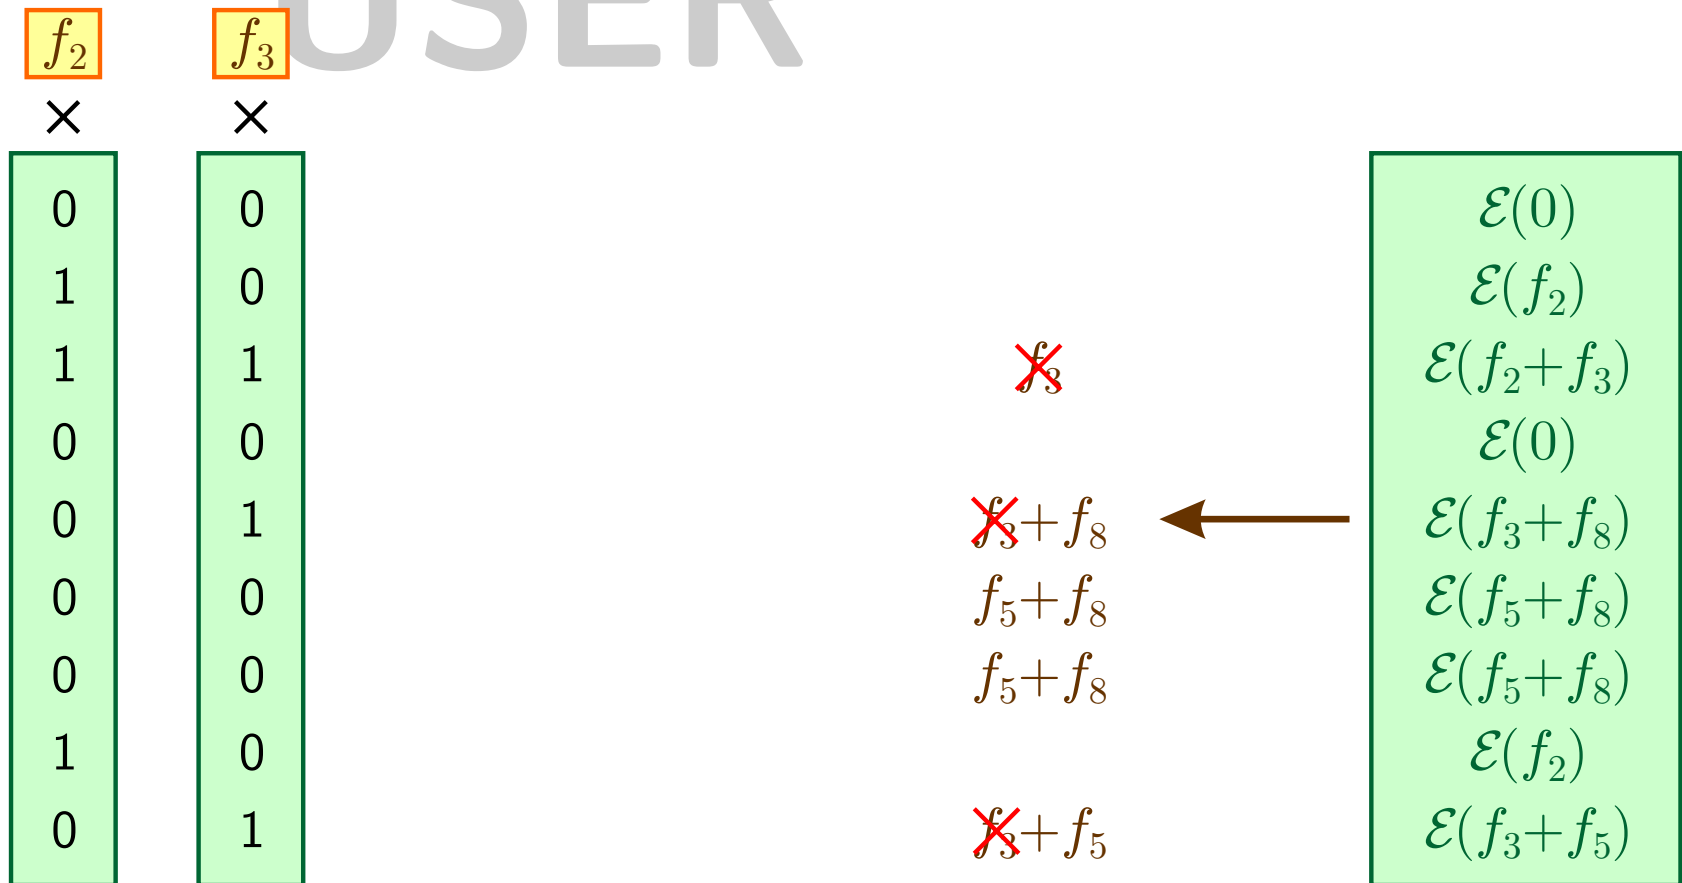 USER
f₂ f₃
× ×
0 0 ℰ(0)
1 0 ℰ(f₂)
1 1 f₃ ℰ(f₂+f₃)
0 0 ℰ(0)
0 1 f₃+f₈ ℰ(f₃+f₈)
0 0 f₅+f₈ ℰ(f₅+f₈)
0 0 f₅+f₈ ℰ(f₅+f₈)
1 0 ℰ(f₂)
0 1 f₃+f₅ ℰ(f₃+f₅)